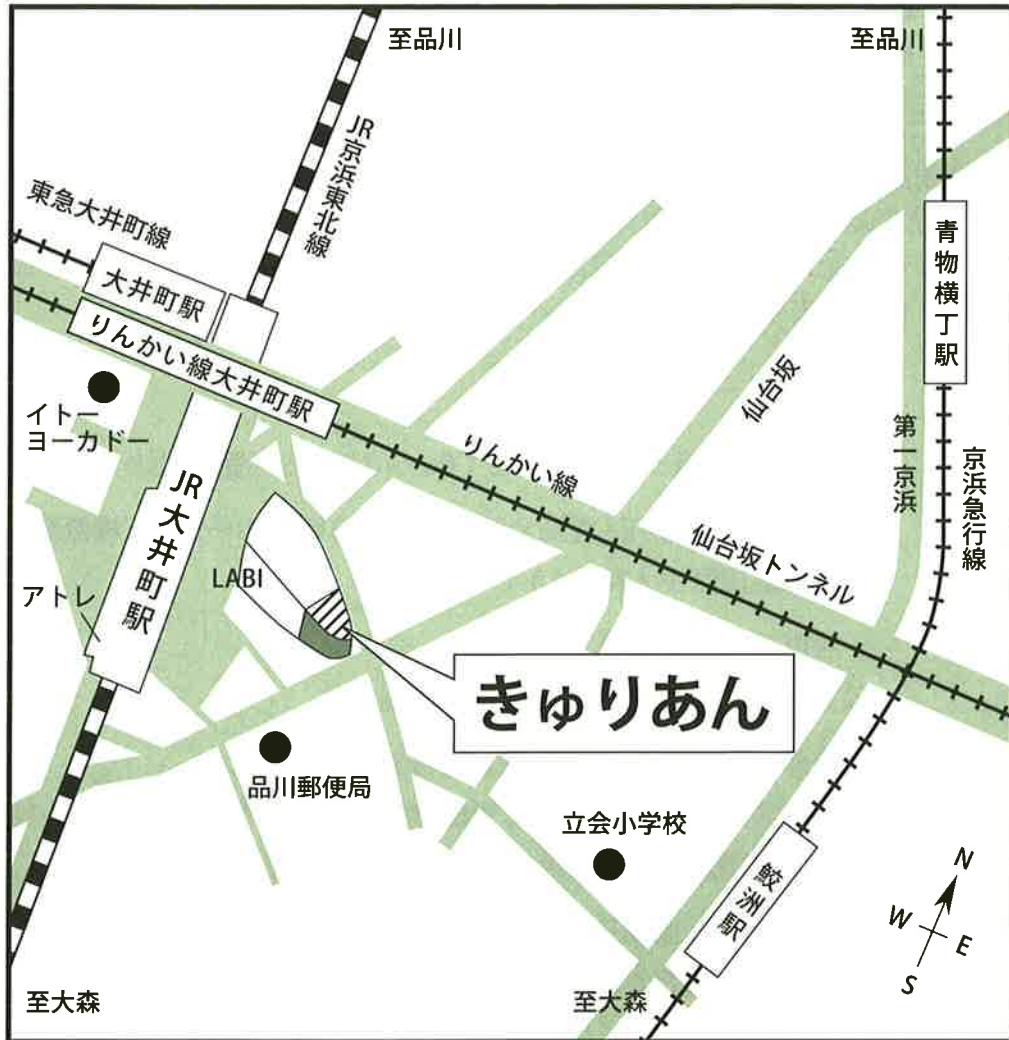 至品川
至品川
JR京浜東北線
東急大井町線
大井町駅
りんかい線大井町駅
青物横丁駅
イトー
ヨーカドー
仙台坂
第一京浜
京浜急行線
りんかい線
JR大井町駅
仙台坂トンネル
LABI
アトレ
きゅりあん
品川郵便局
立会小学校
鮫洲駅
N
W
E
S
至大森
至大森